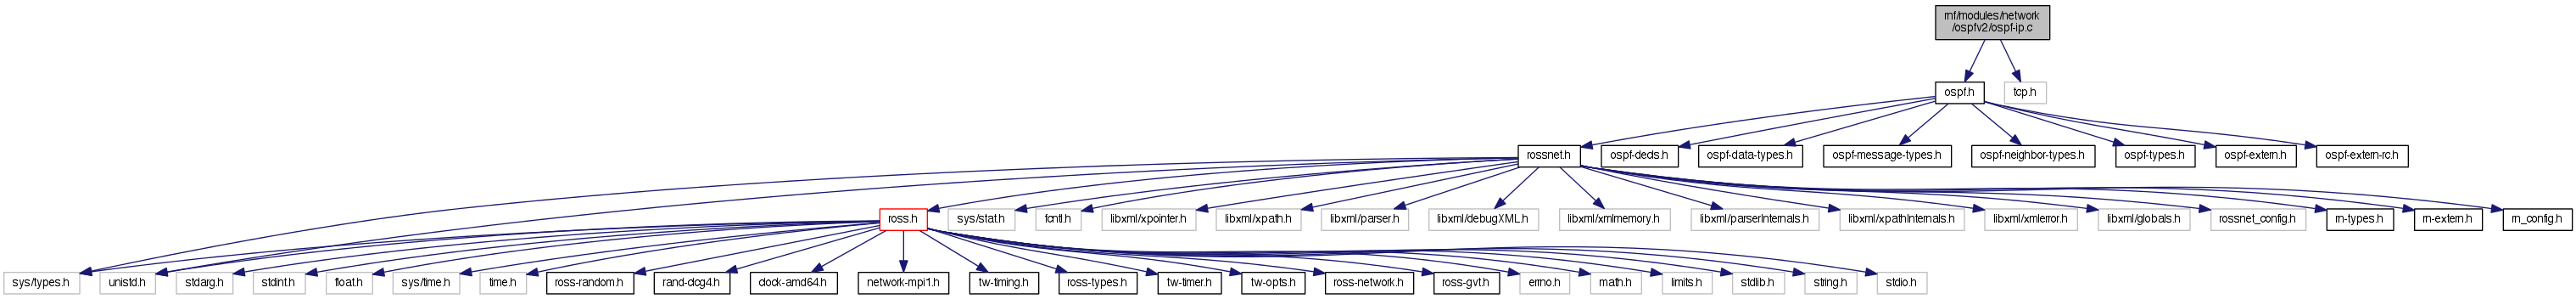 rnf/modules/network
/ospfv2/ospf-ip.c
ospf.h
tcp.h
rossnet.h
ospf-decls.h
ospf-data-types.h
ospf-message-types.h
ospf-neighbor-types.h
ospf-types.h
ospf-extern.h
ospf-extern-rc.h
ross.h
sys/stat.h
fcntl.h
libxml/xpointer.h
libxml/xpath.h
libxml/parser.h
libxml/debugXML.h
libxml/xmlmemory.h
libxml/parserInternals.h
libxml/xpathInternals.h
libxml/xmlerror.h
libxml/globals.h
rossnet_config.h
rn-types.h
rn-extern.h
rn_config.h
sys/types.h
unistd.h
stdarg.h
stdint.h
float.h
sys/time.h
time.h
ross-random.h
rand-clcg4.h
clock-amd64.h
network-mpi1.h
tw-timing.h
ross-types.h
tw-timer.h
tw-opts.h
ross-network.h
ross-gvt.h
errno.h
math.h
limits.h
stdlib.h
string.h
stdio.h